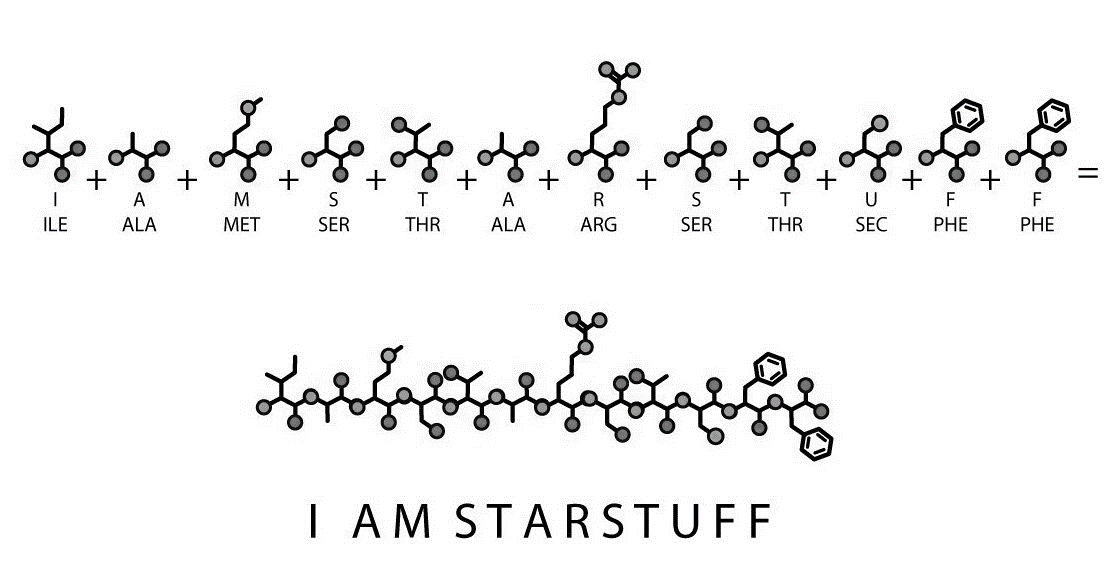 + + + + + + + + + + + =
I A M S T A R S T U F F
ILE ALA MET SER THR ALA ARG SER THR SEC PHE PHE
I AM STARSTUFF